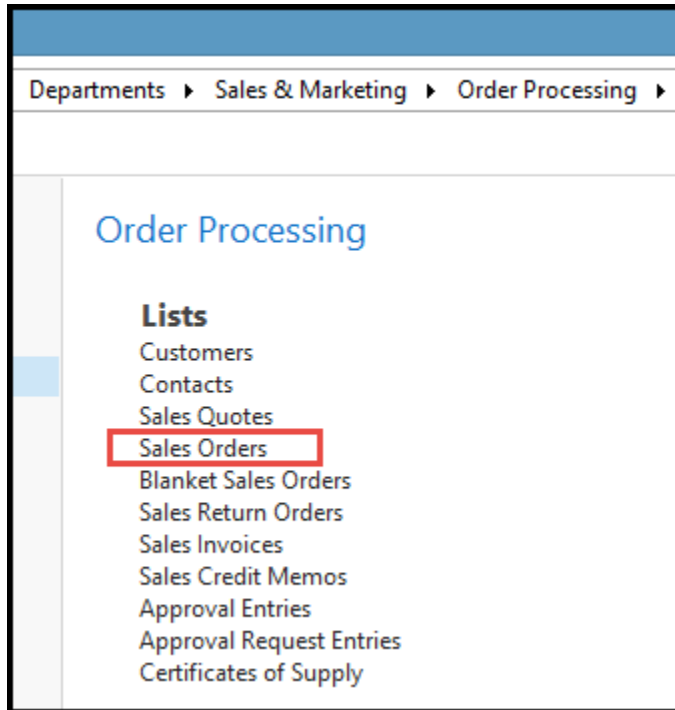 Departments ▸ Sales & Marketing ▸ Order Processing ▸
Order Processing
Lists
Customers
Contacts
Sales Quotes
Sales Orders
Blanket Sales Orders
Sales Return Orders
Sales Invoices
Sales Credit Memos
Approval Entries
Approval Request Entries
Certificates of Supply